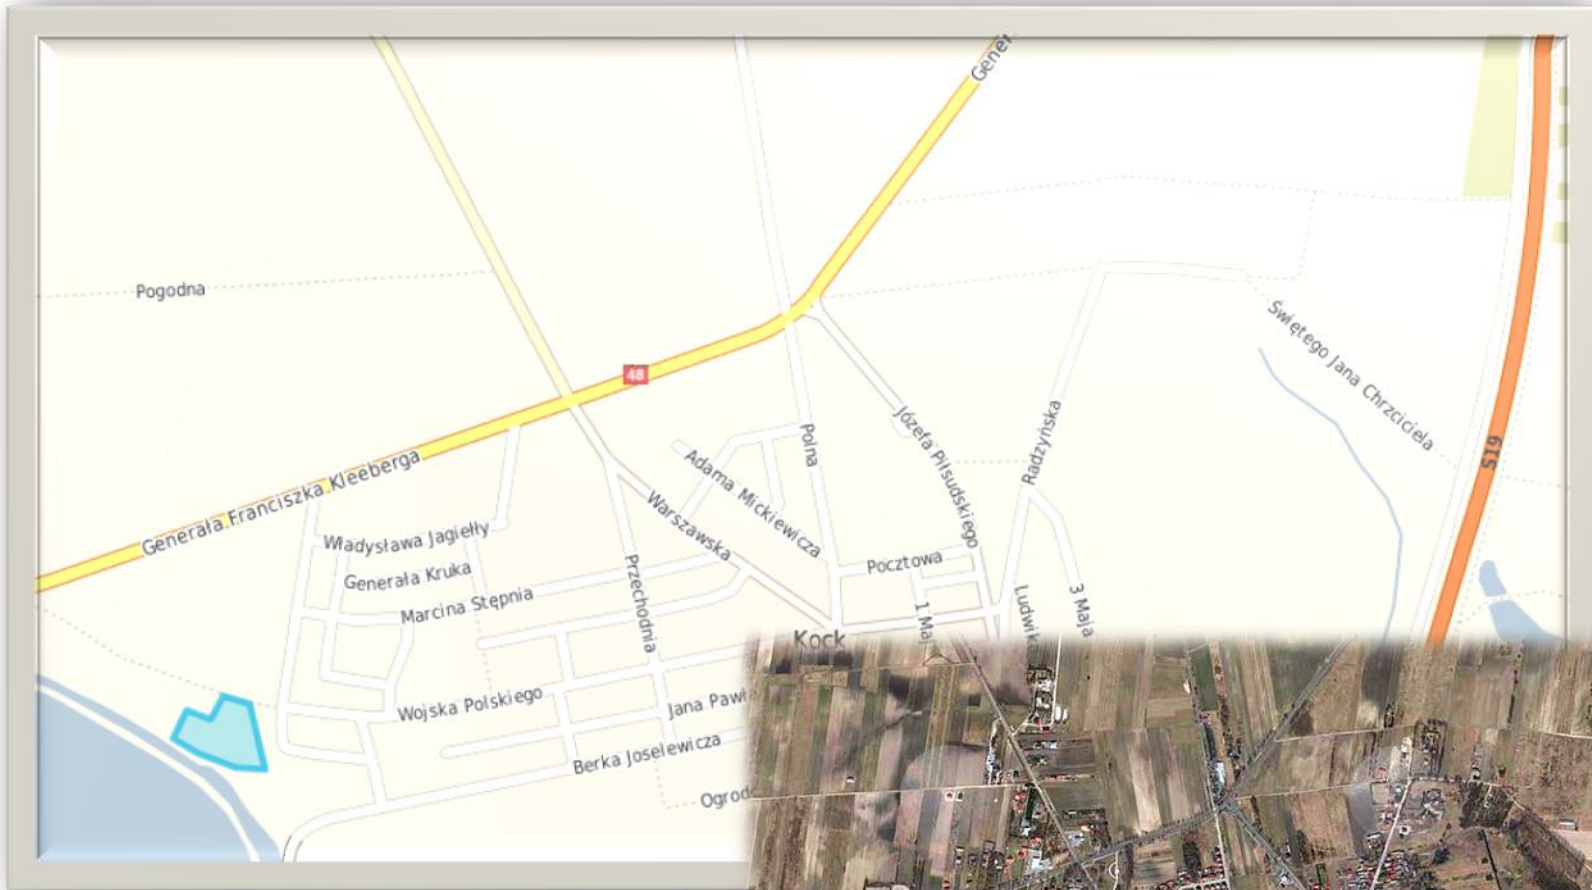 Gener
Pogodna
48
Świętego Jana Chrzciciela
S19
Generała Franciszka Kleeberga
Józefa Piłsudskiego
Radzyńska
Polna
Adama Mickiewicza
Warszawska
Władysława Jagiełły
Generała Kruka
Marcina Stępnia
Przechodnia
Pocztowa
1 Maj
Ludwik
3 Maja
Kock
Wojska Polskiego
Jana Pawła
Berka Joselewicza
Ogrod